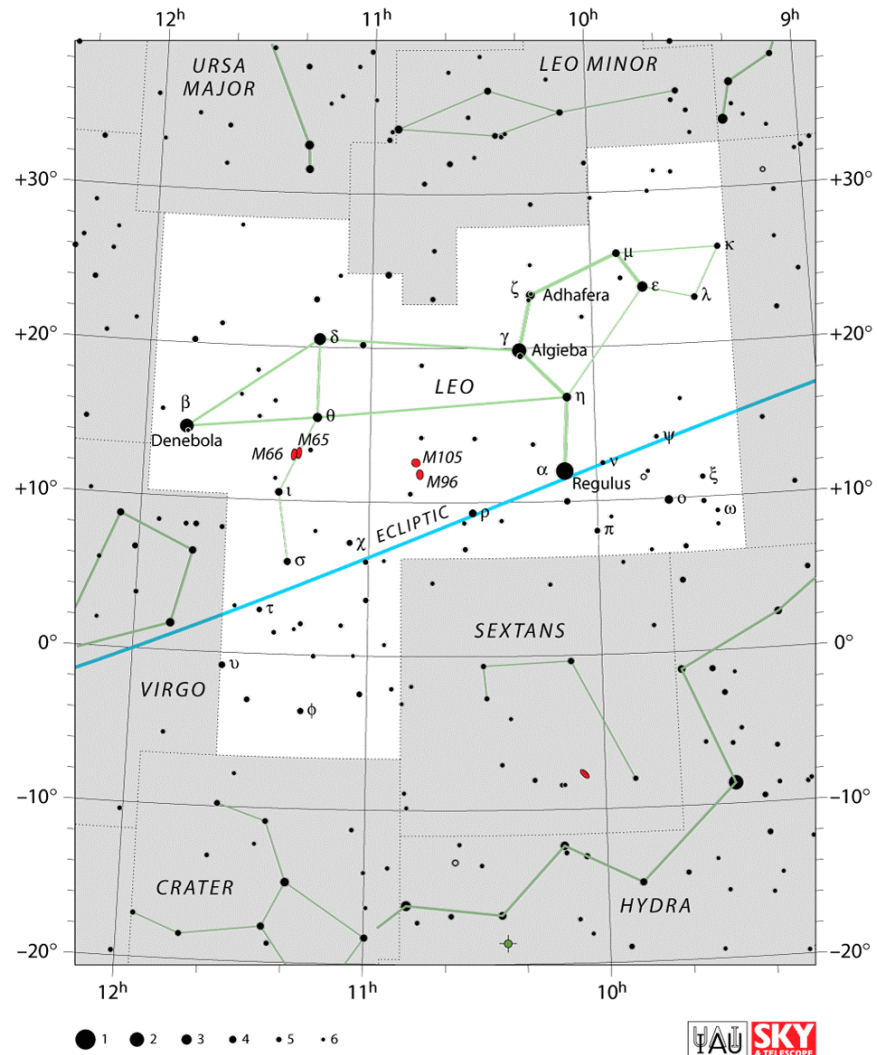 12h 11h 10h 9h
URSA
MAJOR
LEO MINOR
+30° +30°
κ
μ
ε
λ
ζ Adhafera
+20° +20°
δ
γ Algieba
LEO
η
β
Denebola
θ
M66 M65
ψ
M105
M96
α Regulus
ν
ξ
+10° +10°
ι
ο
ω
ECLIPTIC
ρ
π
χ
σ
τ
SEXTANS
0° 0°
υ
VIRGO
ϕ
−10° −10°
CRATER
HYDRA
−20° −20°
12h 11h 10h
1 2 3 4 5 6
IAU
SKY
& TELESCOPE